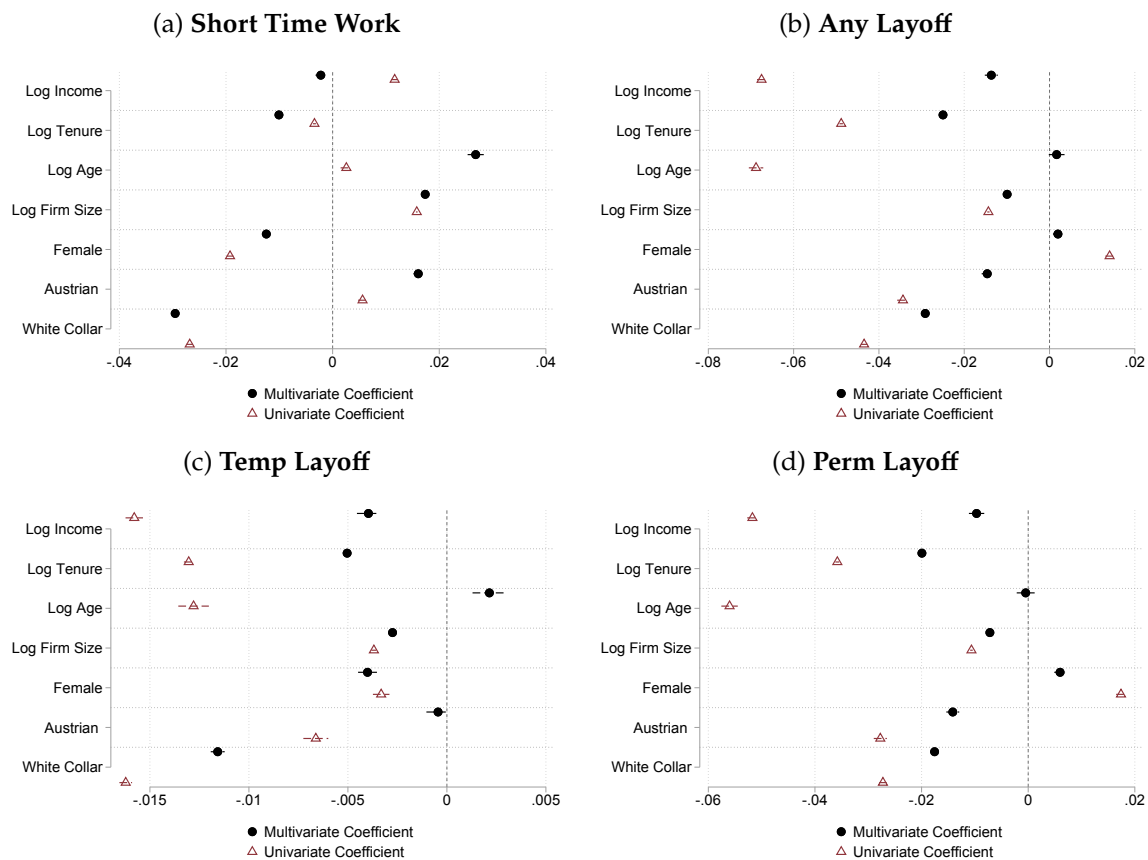 (a) Short Time Work
Log Income
Log Tenure
Log Age
Log Firm Size
Female
Austrian
White Collar
-.04 -.02 0 .02 .04
Multivariate Coefficient
Univariate Coefficient
(b) Any Layoff
Log Income
Log Tenure
Log Age
Log Firm Size
Female
Austrian
White Collar
-.08 -.06 -.04 -.02 0 .02
Multivariate Coefficient
Univariate Coefficient
(c) Temp Layoff
Log Income
Log Tenure
Log Age
Log Firm Size
Female
Austrian
White Collar
-.015 -.005 0 .005
Multivariate Coefficient
Univariate Coefficient
(d) Perm Layoff
Log Income
Log Tenure
Log Age
Log Firm Size
Female
Austrian
White Collar
-.06 -.04 -.02 0 .02
Multivariate Coefficient
Univariate Coefficient